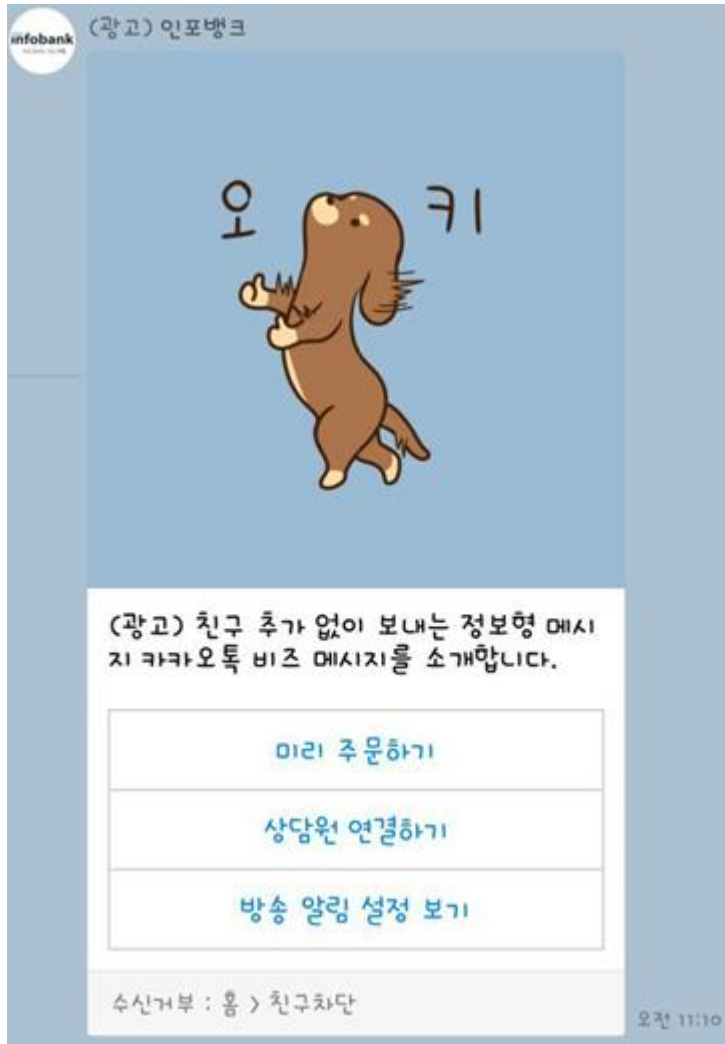 infobank
(광고) 인포뱅크
오 키
(광고) 친구 추가 없이 보내는 정보형 메시
지 카카오톡 비즈 메시지를 소개합니다.
미리 주문하기
상담원 연결하기
방송 알림 설정 보기
수신거부 : 홈 > 친구차단
오전 11:10